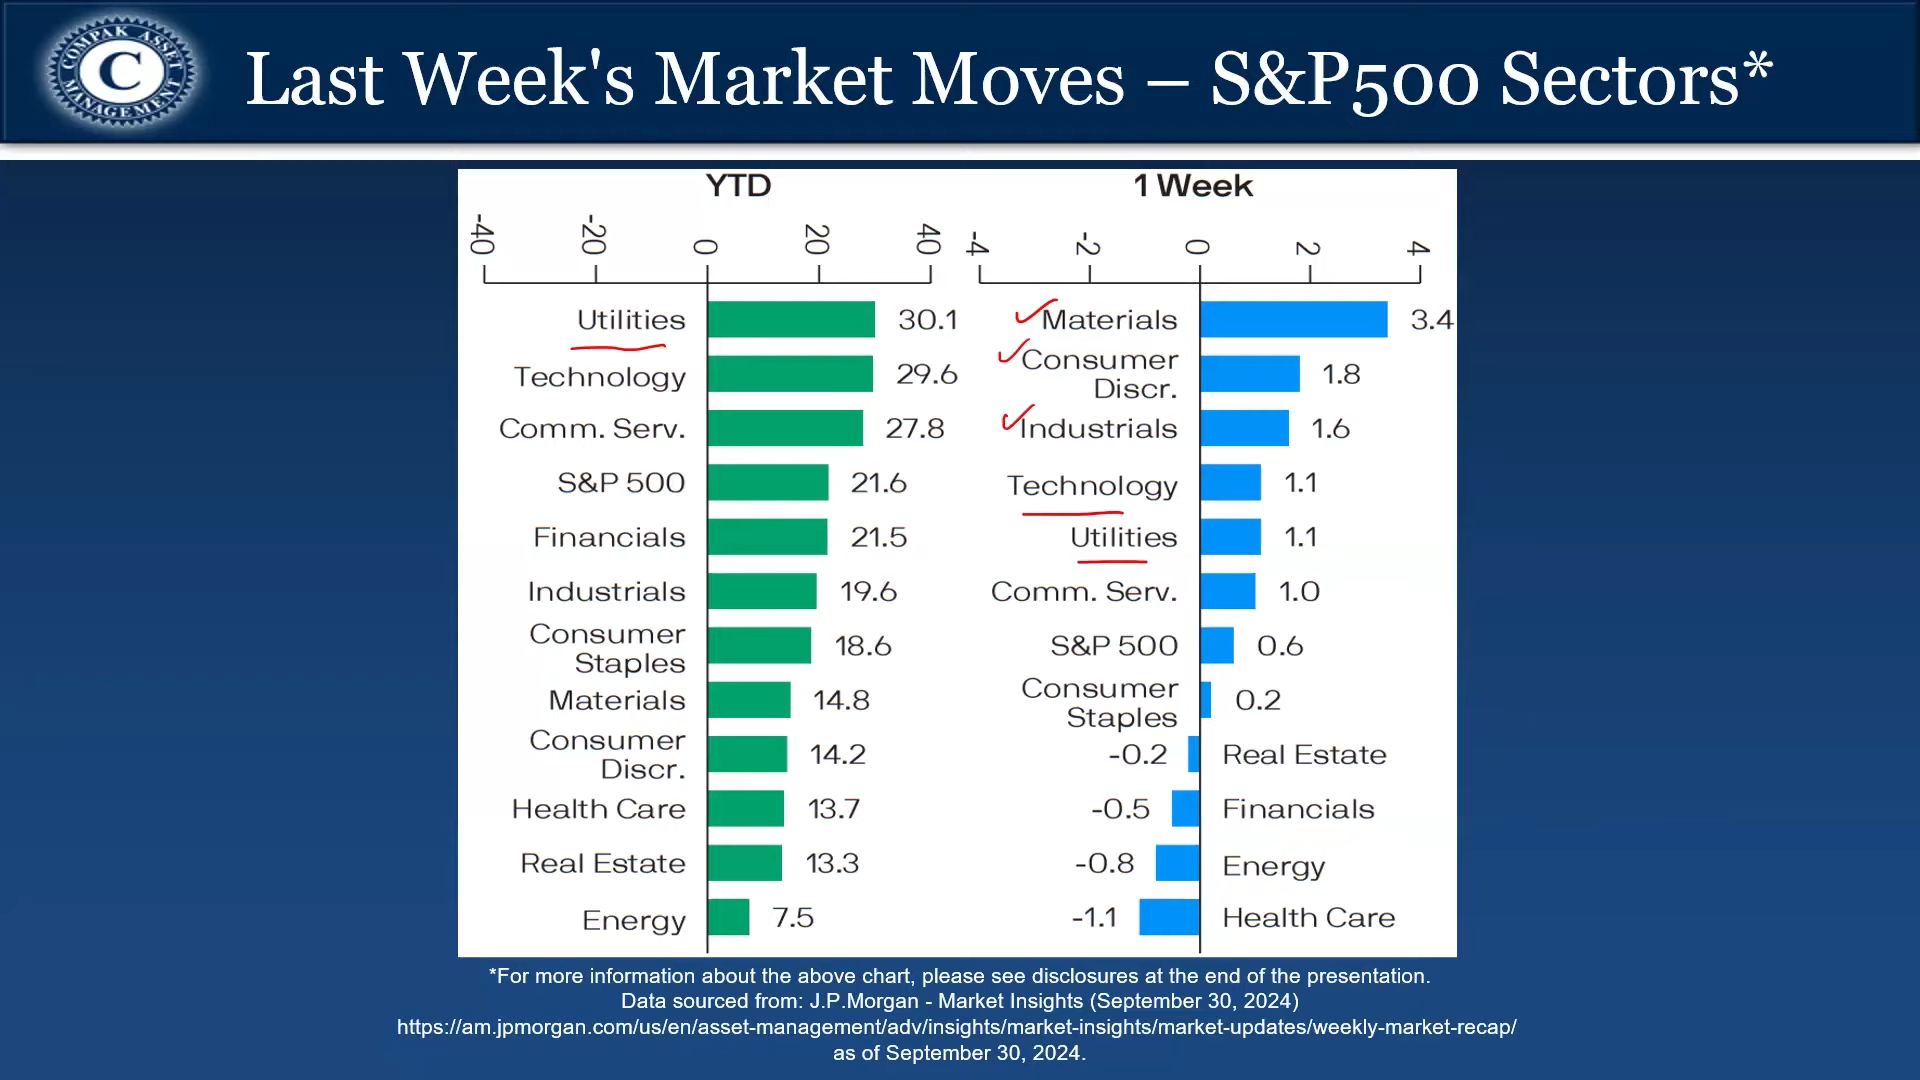 COMPAK ASSET
C
MANAGEMENT
Last Week's Market Moves – S&P500 Sectors*
YTD
-40 -20 0 20 40
Utilities 30.1
Technology 29.6
Comm. Serv. 27.8
S&P 500 21.6
Financials 21.5
Industrials 19.6
Consumer
Staples 18.6
Materials 14.8
Consumer
Discr. 14.2
Health Care 13.7
Real Estate 13.3
Energy 7.5
1 Week
-4 -2 0 2 4
Materials 3.4
Consumer
Discr. 1.8
Industrials 1.6
Technology 1.1
Utilities 1.1
Comm. Serv. 1.0
S&P 500 0.6
Consumer
Staples 0.2
-0.2 Real Estate
-0.5 Financials
-0.8 Energy
-1.1 Health Care
*For more information about the above chart, please see disclosures at the end of the presentation.
Data sourced from: J.P.Morgan - Market Insights (September 30, 2024)
https://am.jpmorgan.com/us/en/asset-management/adv/insights/market-insights/market-updates/weekly-market-recap/
as of September 30, 2024.